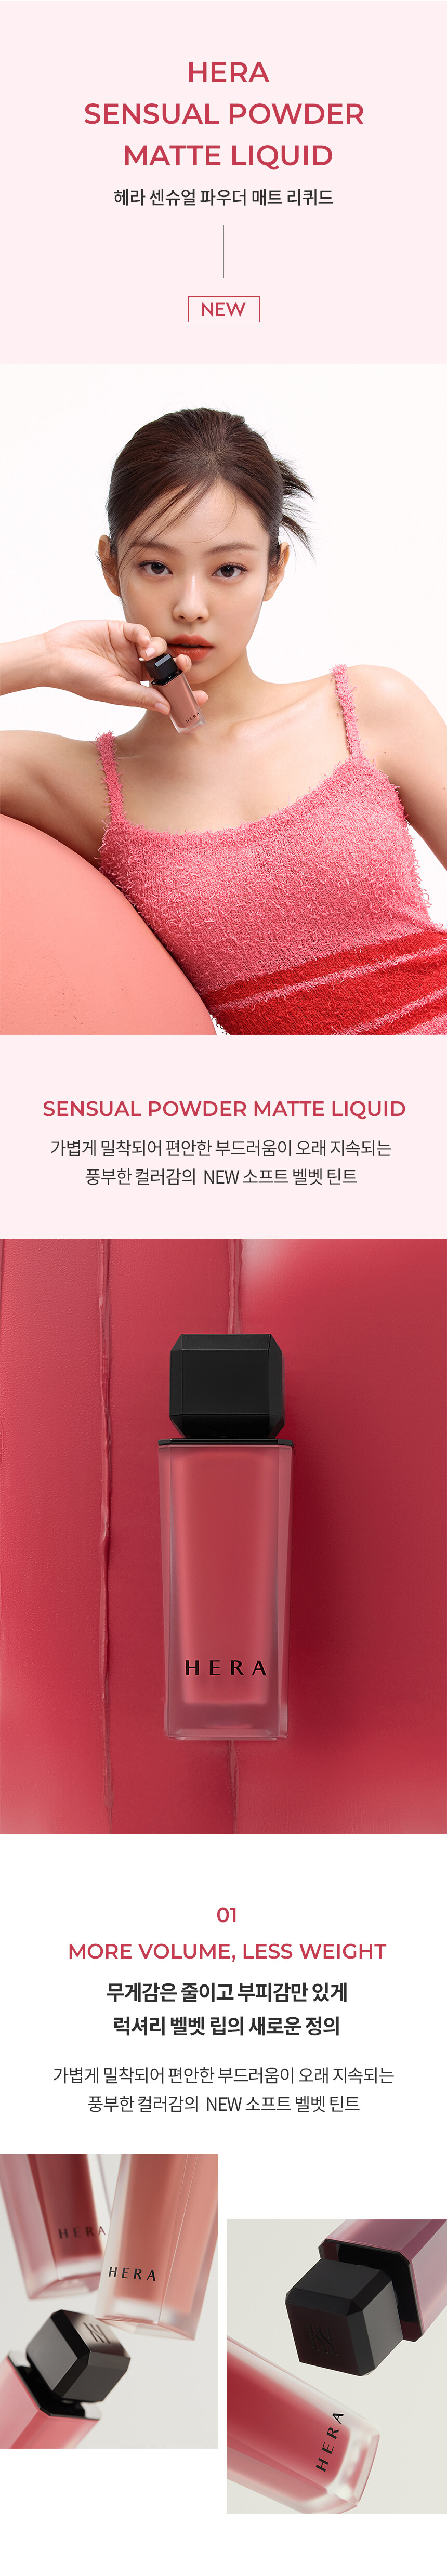 HERA
SENSUAL POWDER
MATTE LIQUID
헤라 센슈얼 파우더 매트 리퀴드
NEW
HERA
SENSUAL POWDER MATTE LIQUID
가볍게 밀착되어 편안한 부드러움이 오래 지속되는
풍부한 컬러감의 NEW 소프트 벨벳 틴트
HERA
01
MORE VOLUME, LESS WEIGHT
무게감은 줄이고 부피감만 있게
럭셔리 벨벳 립의 새로운 정의
가볍게 밀착되어 편안한 부드러움이 오래 지속되는
풍부한 컬러감의 NEW 소프트 벨벳 틴트
HERA
HERA
HERA